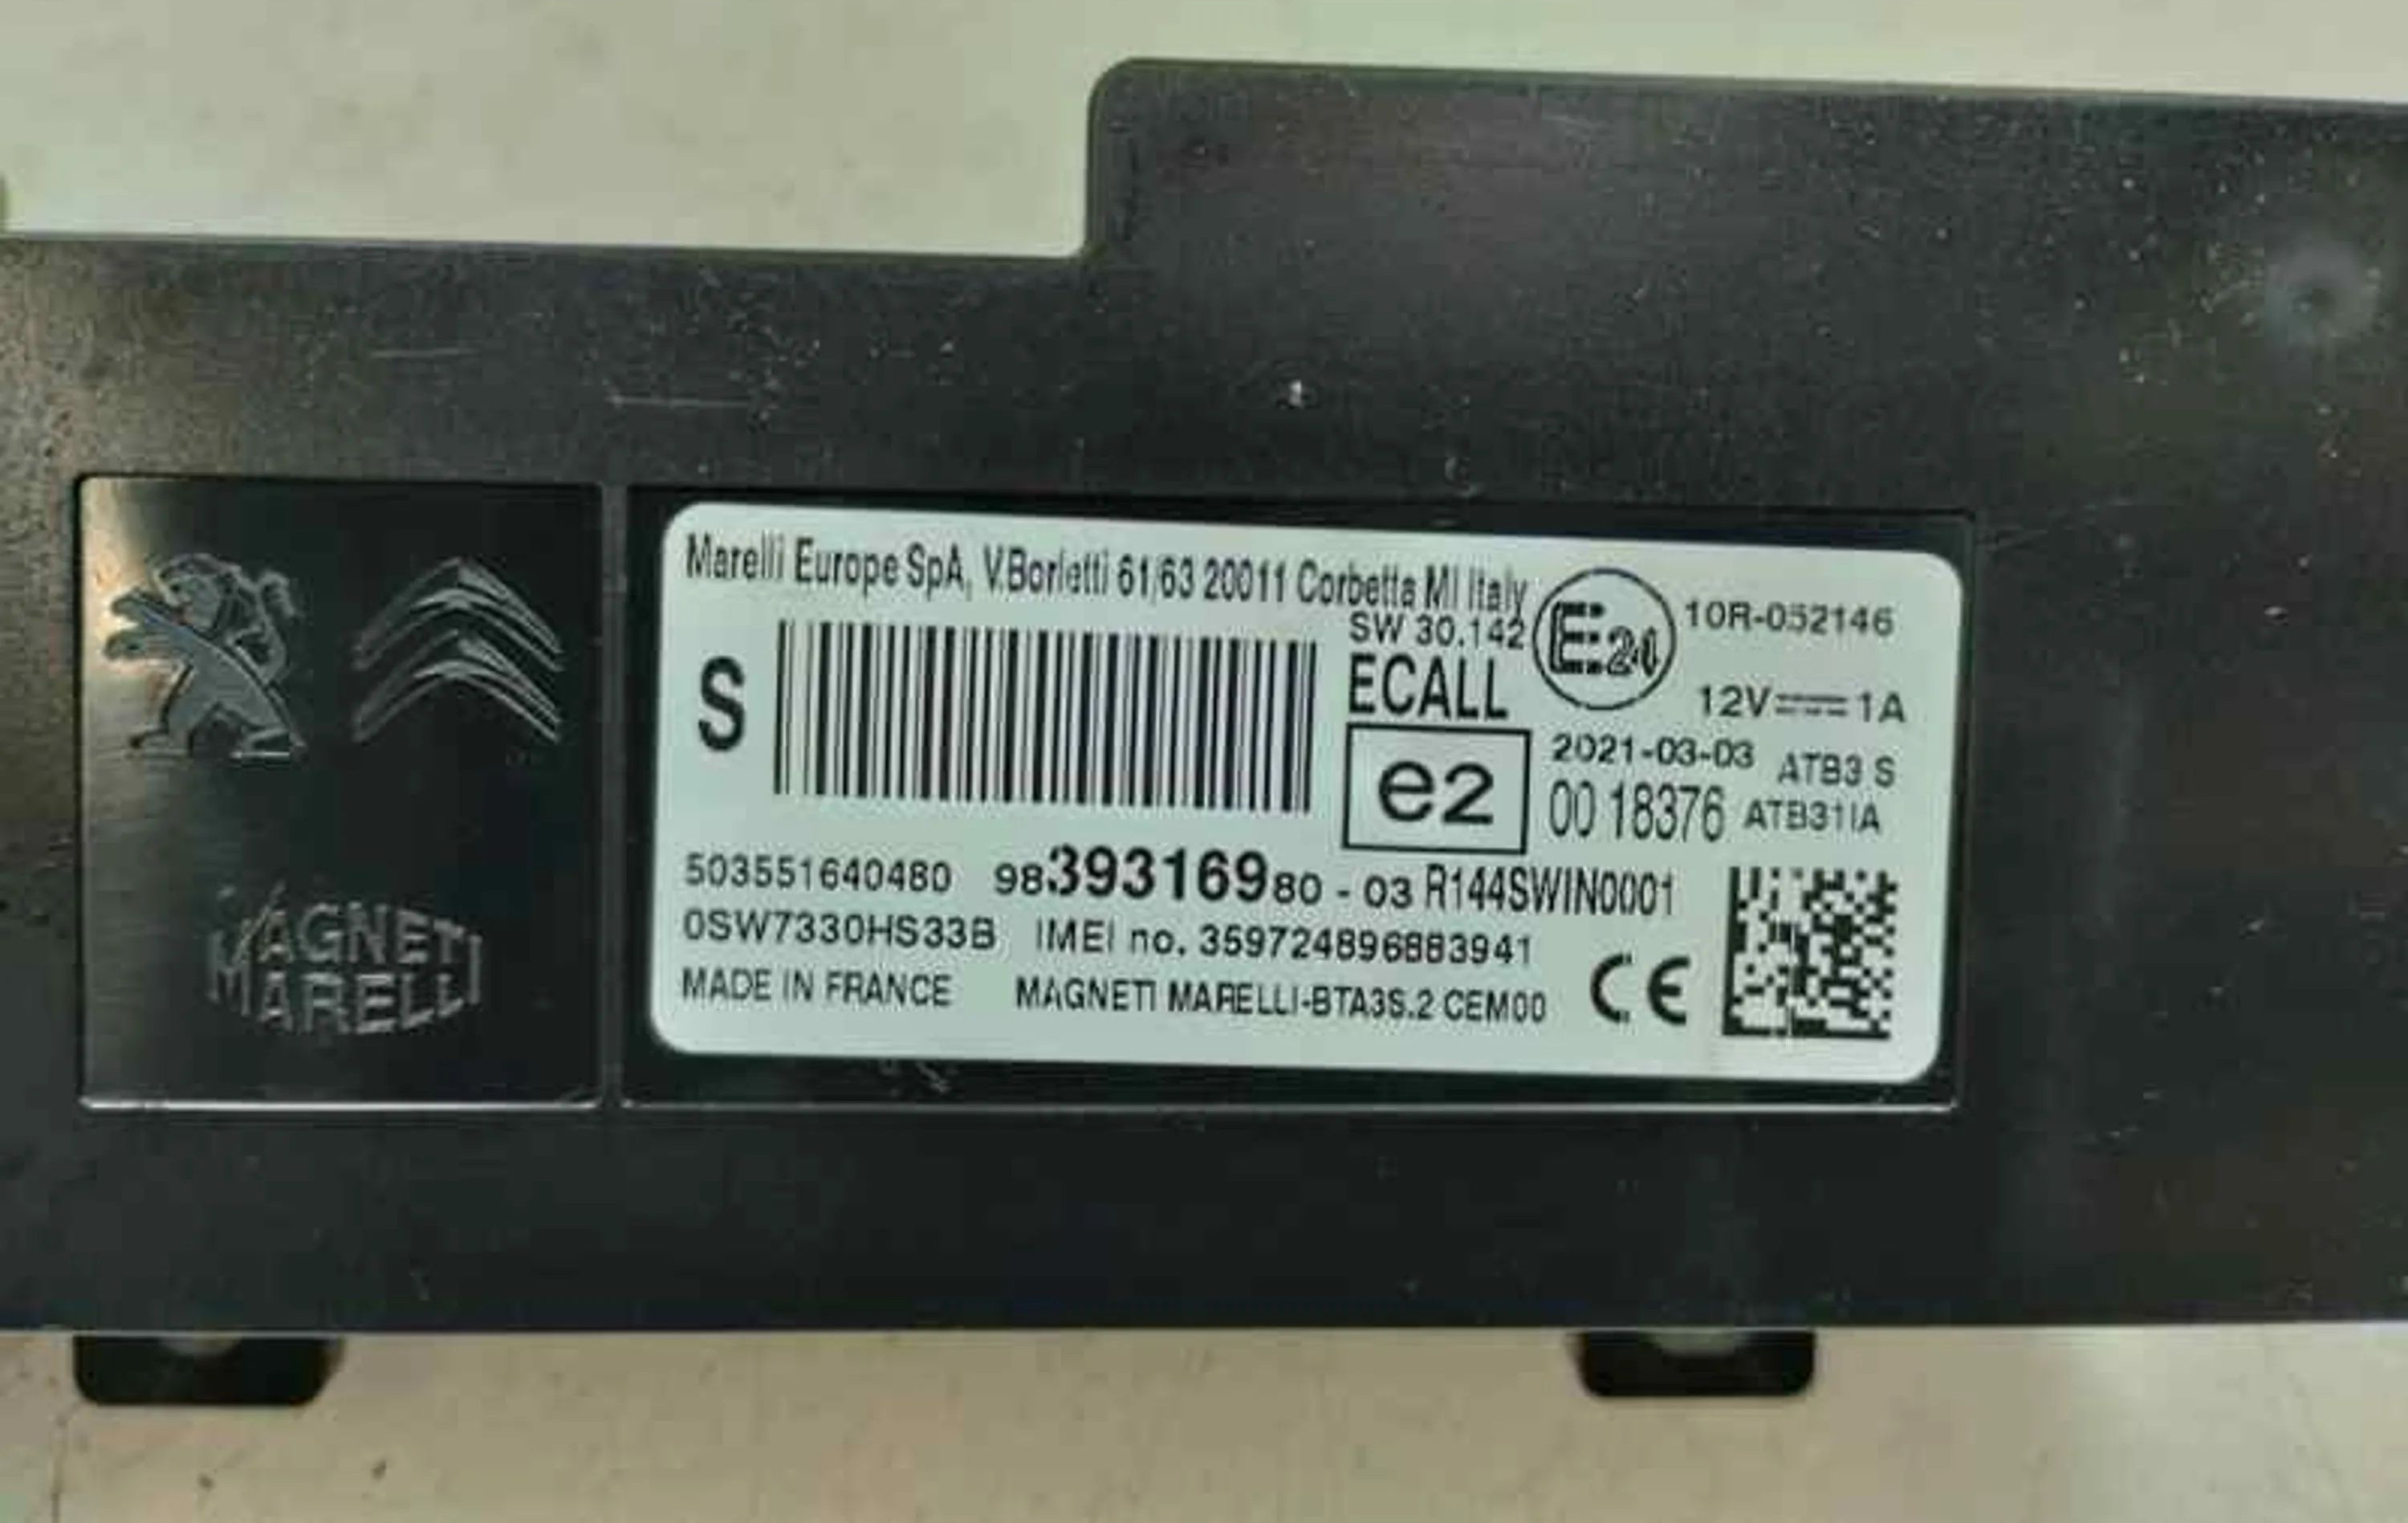 Marelli Europe SpA, V.Borletti 61/63 20011 Corbetta MI Italy
SW 30.142
E24
10R-052146
S
ECALL
12V 1A
e2
2021-03-03 ATB3 S
00 18376 ATB311A
503551640480 9839316980 - 03 R144SWIN0001
0SW7330HS33B IMEI no. 359724896883941
MADE IN FRANCE MAGNETI MARELLI-BTA3S.2 CEM00
CE
MAGNETI
MARELLI